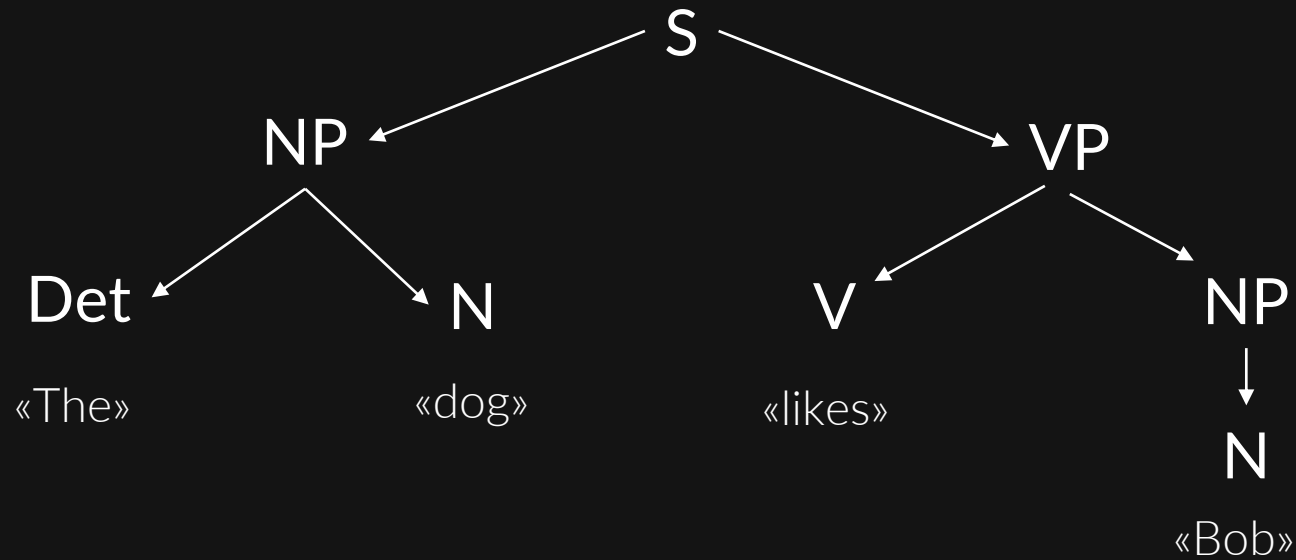 S
NP VP
Det N V NP
«The» «dog» «likes»
N
«Bob»